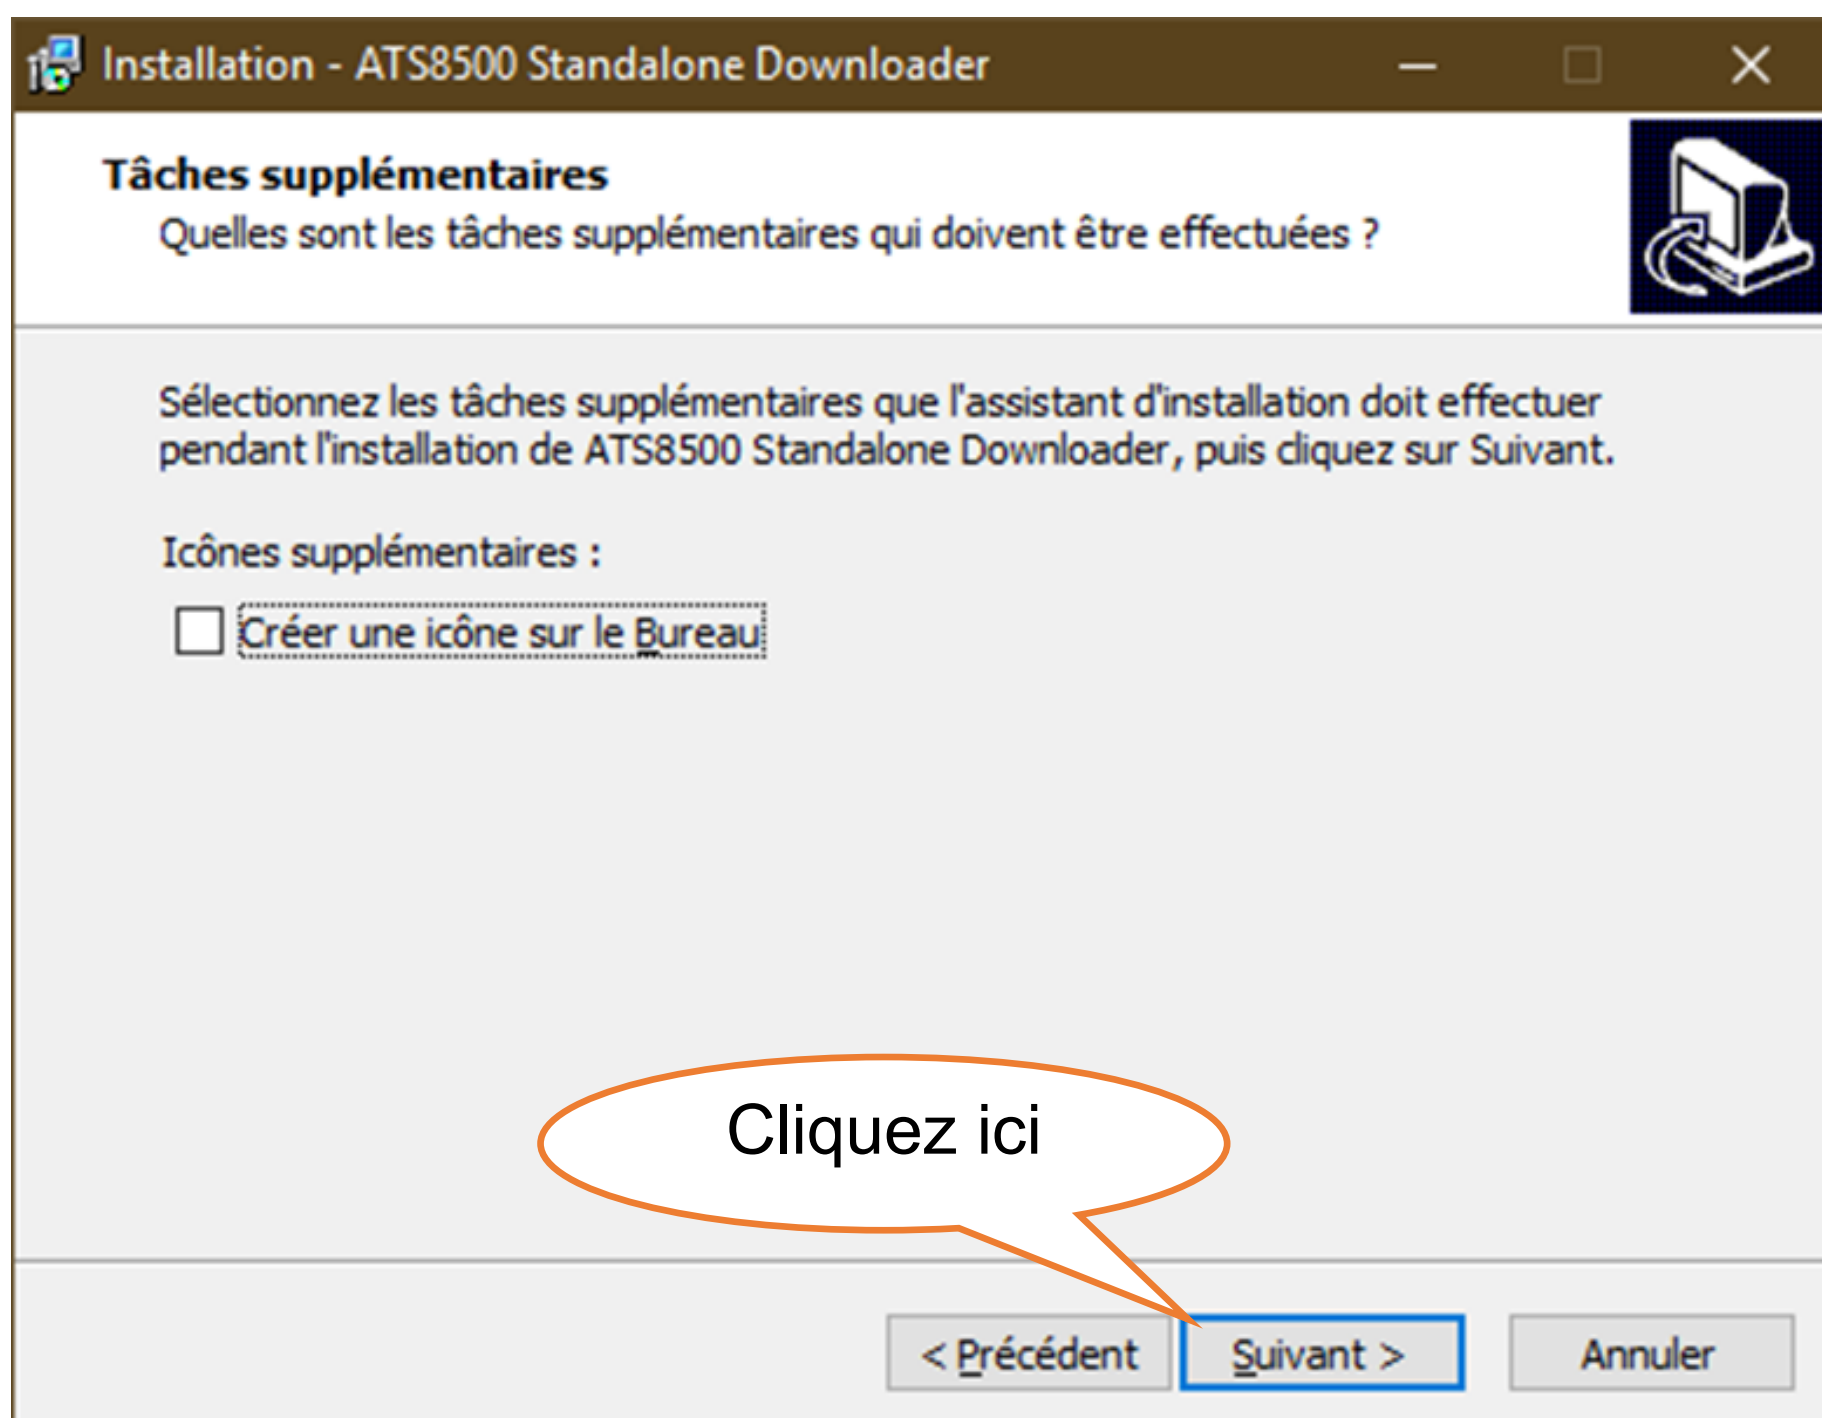 Installation - ATS8500 Standalone Downloader
Tâches supplémentaires
Quelles sont les tâches supplémentaires qui doivent être effectuées ?
Sélectionnez les tâches supplémentaires que l'assistant d'installation doit effectuer
pendant l'installation de ATS8500 Standalone Downloader, puis cliquez sur Suivant.
Icônes supplémentaires :
Créer une icône sur le Bureau
Cliquez ici
< Précédent
Suivant >
Annuler